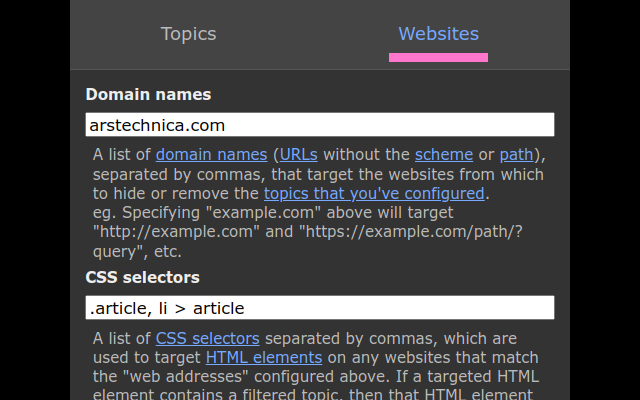 Topics Websites
Domain names
arstechnica.com
A list of domain names (URLs without the scheme or path),
separated by commas, that target the websites from which
to hide or remove the topics that you've configured.
eg. Specifying "example.com" above will target
"http://example.com" and "https://example.com/path/?
query", etc.
CSS selectors
.article, li > article
A list of CSS selectors separated by commas, which are
used to target HTML elements on any websites that match
the "web addresses" configured above. If a targeted HTML
element contains a filtered topic, then that HTML element